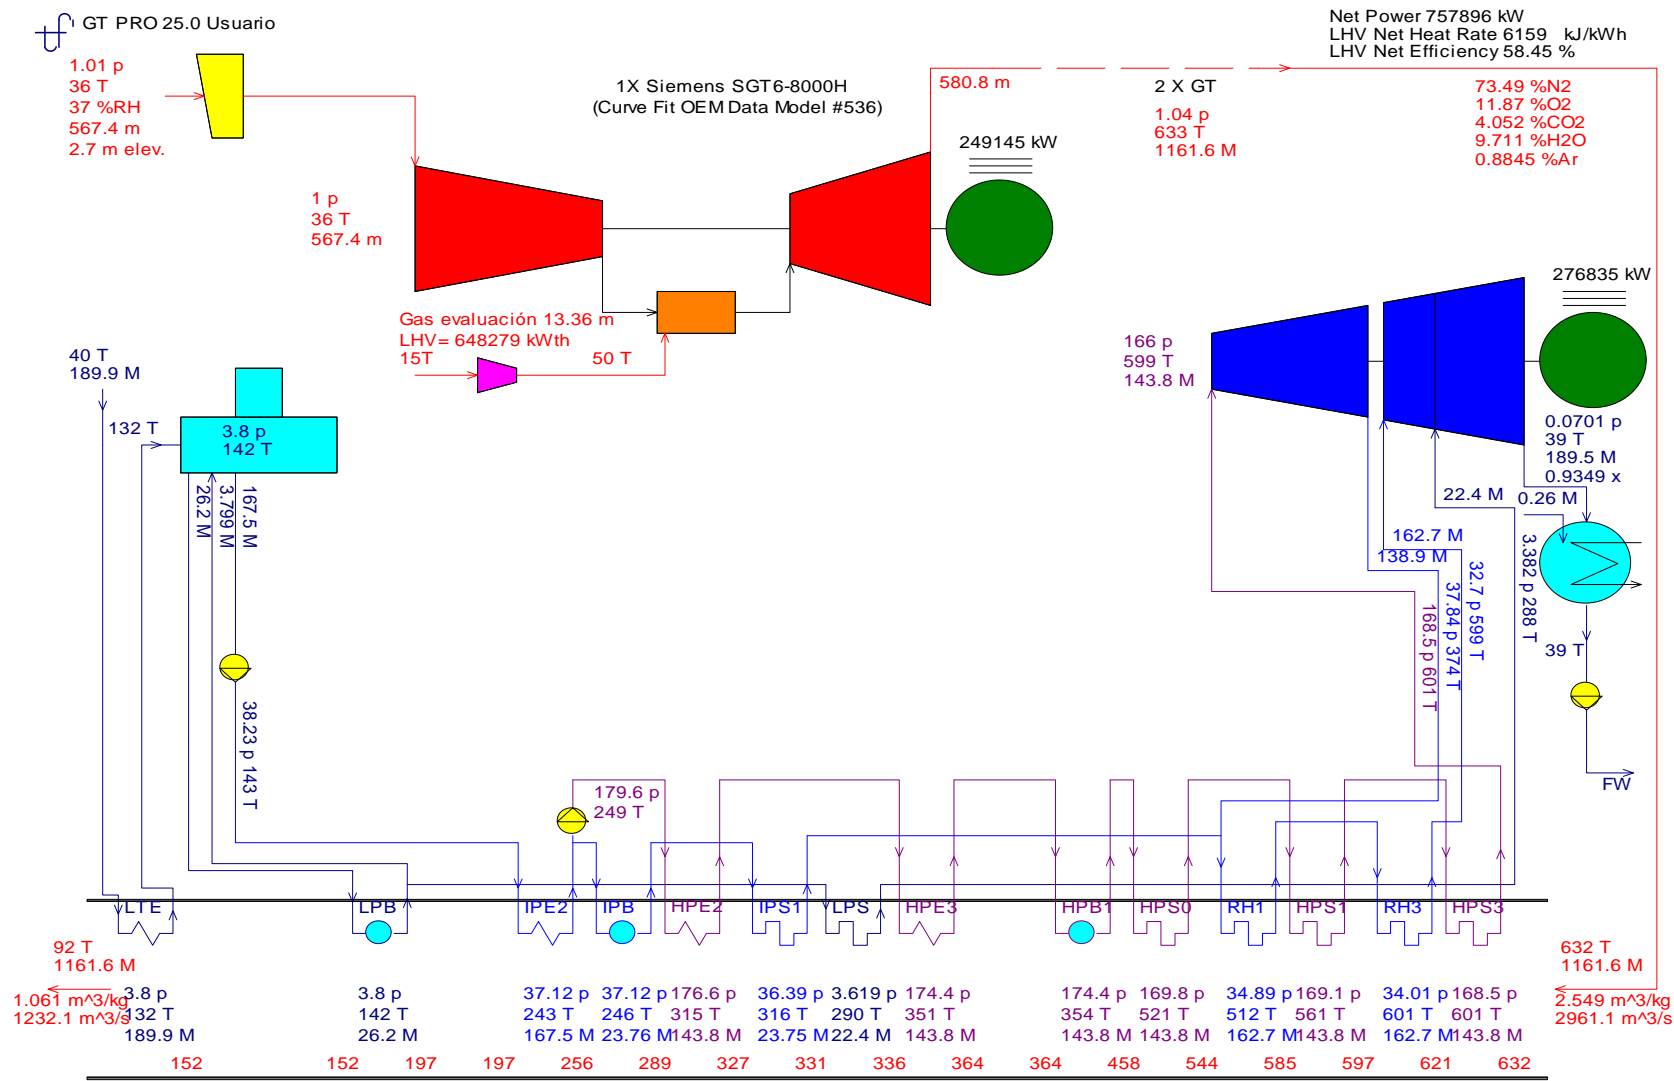 GT PRO 25.0 Usuario
Net Power 757896 kW
LHV Net Heat Rate 6159 kJ/kWh
LHV Net Efficiency 58.45 %
1.01 p
36 T
37 %RH
567.4 m
2.7 m elev.
1X Siemens SGT6-8000H
(Curve Fit OEM Data Model #536)
580.8 m
2 X GT
1.04 p
633 T
1161.6 M
73.49 %N2
11.87 %O2
4.052 %CO2
9.711 %H2O
0.8845 %Ar
249145 kW
1 p
36 T
567.4 m
276835 kW
Gas evaluación 13.36 m
LHV= 648279 kWth
15T
50 T
166 p
599 T
143.8 M
40 T
189.9 M
132 T
3.8 p
142 T
0.0701 p
39 T
189.5 M
0.9349 x
26.2 M
3.799 M
167.5 M
22.4 M
0.26 M
162.7 M
138.9 M
3.382 p 288 T
32.7 p 599 T
37.84 p 374 T
168.5 p 601 T
39 T
38.23 p 143 T
FW
179.6 p
249 T
LTE
LPB
IPE2
IPB
HPE2
IPS1
LPS
HPE3
HPB1
HPS0
RH1
HPS1
RH3
HPS3
92 T
1161.6 M
1.061 m^3/kg
1232.1 m^3/s
632 T
1161.6 M
2.549 m^3/kg
2961.1 m^3/s
3.8 p
132 T
189.9 M
3.8 p
142 T
26.2 M
37.12 p
243 T
167.5 M
37.12 p
246 T
23.76 M
176.6 p
315 T
143.8 M
36.39 p
316 T
23.75 M
3.619 p
290 T
22.4 M
174.4 p
351 T
143.8 M
174.4 p
354 T
143.8 M
169.8 p
521 T
143.8 M
34.89 p
512 T
162.7 M
169.1 p
561 T
143.8 M
34.01 p
601 T
162.7 M
168.5 p
601 T
143.8 M
152 152 197 197 256 289 327 331 336 364 364 458 544 585 597 621 632